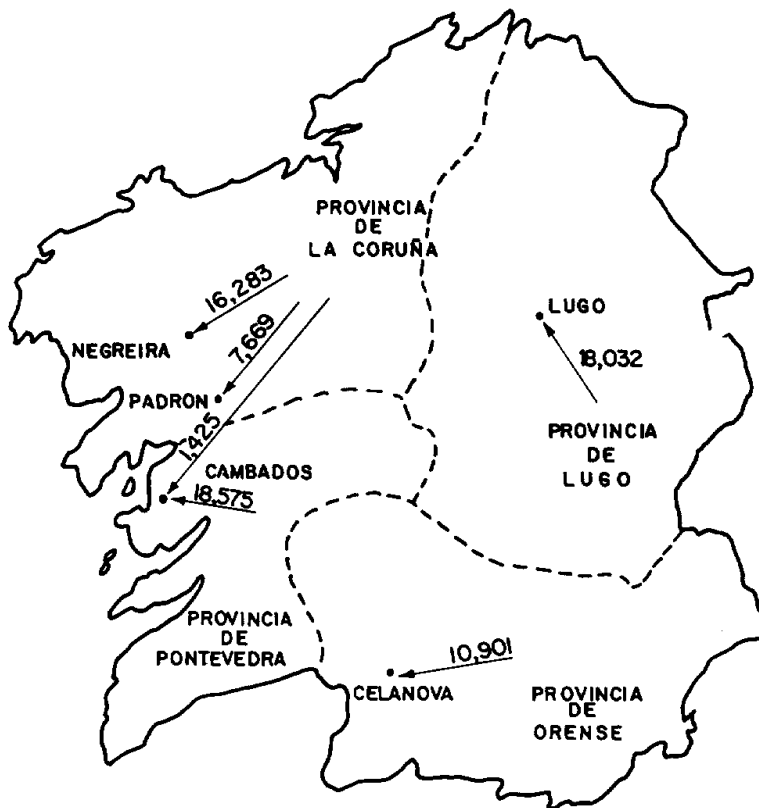 PROVINCIA
DE
LA CORUÑA
16,283
NEGREIRA
7,669
PADRON
1,425
LUGO
18,032
PROVINCIA
DE
LUGO
CAMBADOS
18,575
PROVINCIA
DE
PONTEVEDRA
10,901
CELANOVA
PROVINCIA
DE
ORENSE